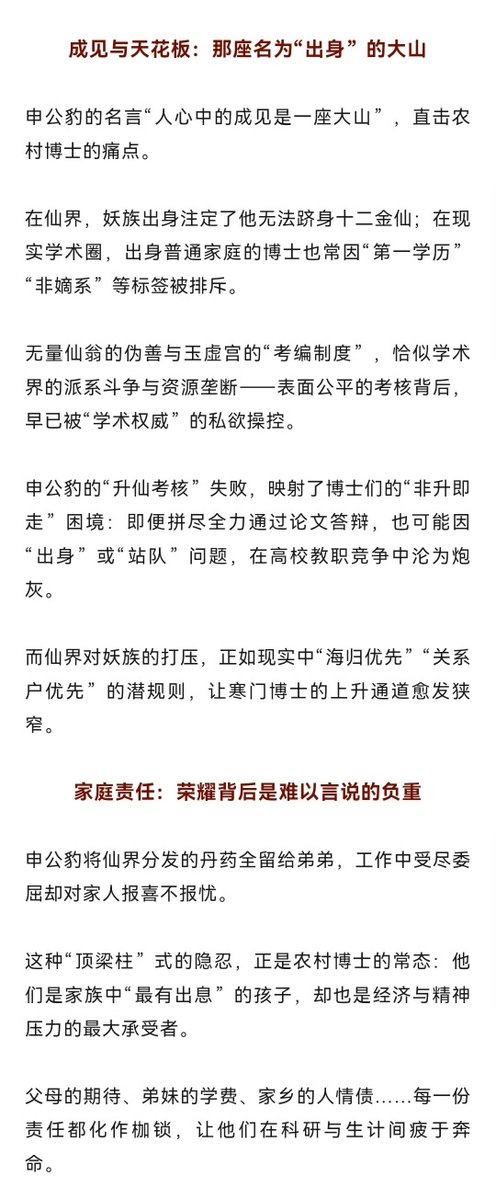 成见与天花板：那座名为“出身”的大山
申公豹的名言“人心中的成见是一座大山”，直击农
村博士的痛点。
在仙界，妖族出身注定了他无法跻身十二金仙；在现
实学术圈，出身普通家庭的博士也常因“第一学历”
“非嫡系”等标签被排斥。
无量仙翁的伪善与玉虚宫的“考编制度”，恰似学术
界的派系斗争与资源垄断——表面公平的考核背后，
早已被“学术权威”的私欲操控。
申公豹的“升仙考核”失败，映射了博士们的“非升即
走”困境：即便拼尽全力通过论文答辩，也可能因
“出身”或“站队”问题，在高校教职竞争中沦为炮
灰。
而仙界对妖族的打压，正如现实中“海归优先”“关系
户优先”的潜规则，让寒门博士的上升通道愈发狭
窄。
家庭责任：荣耀背后是难以言说的负重
申公豹将仙界分发的丹药全留给弟弟，工作中受尽委
屈却对家人报喜不报忧。
这种“顶梁柱”式的隐忍，正是农村博士的常态：他
们是家族中“最有出息”的孩子，却也是经济与精神
压力的最大承受者。
父母的期待、弟妹的学费、家乡的人情债……每一份
责任都化作枷锁，让他们在科研与生计间疲于奔
命。